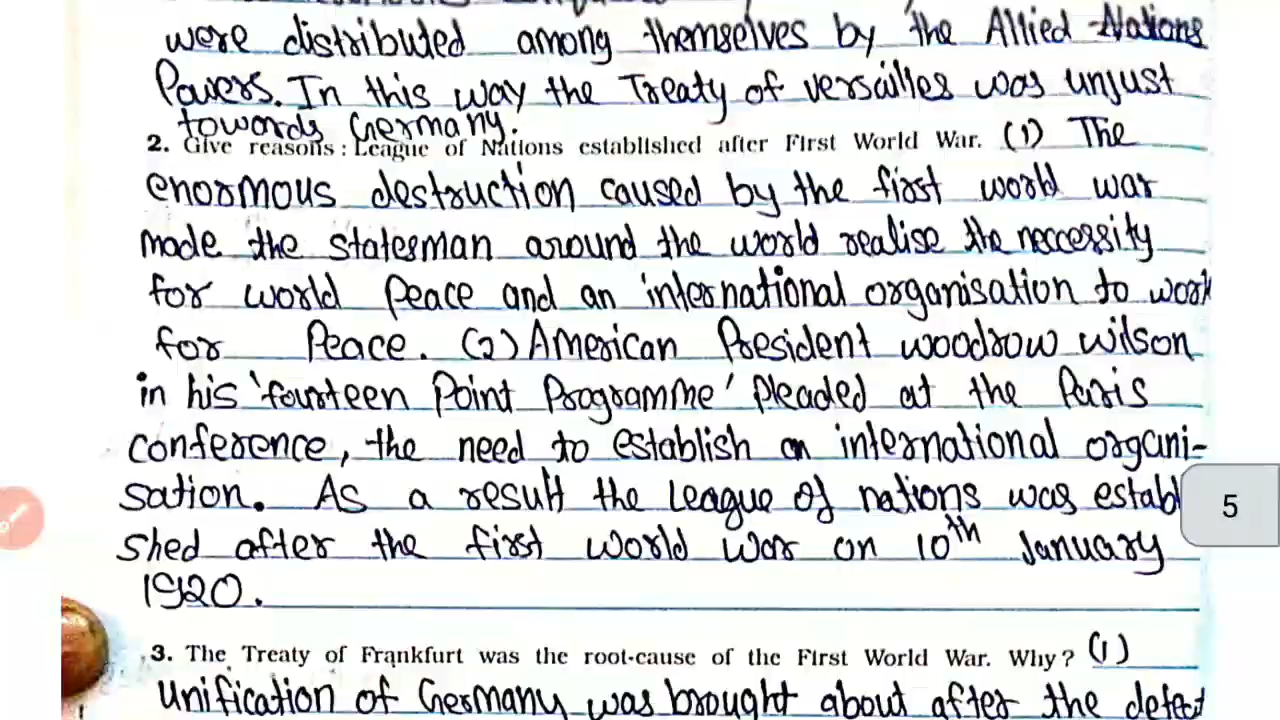 were distributed among themselves by the Allied Nations
Powers. In this way the Treaty of versailles was unjust
towards Germany.
2. Give reasons : League of Nations established after First World War. (1) The
enormous destruction caused by the first world war
made the statesman around the world realise the neccessity
for world Peace and an international organisation to work
for Peace. (2) American President woodrow wilson
in his 'fourteen Point Programme' Pleaded at the Paris
conference, the need to establish an international organi-
sation. As a result the League of nations was establ
shed after the first world war on 10th January
1920.
5
3. The Treaty of Frankfurt was the root-cause of the First World War. Why? (1)
Unification of Germany was brought about after the defeat